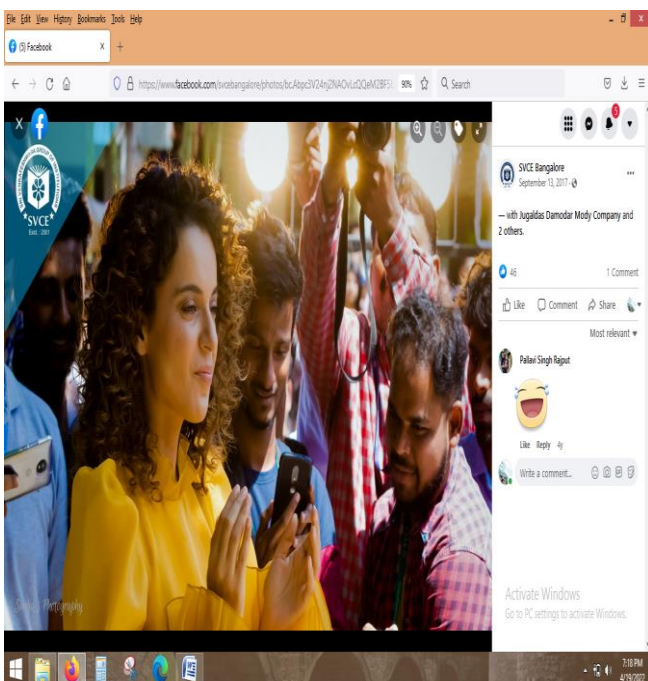 File Edit View History Bookmarks Tools Help
(5) Facebook
https://www.facebook.com/svcebangalore/photos/
90%
Search
5
*SVCE*
Estd. : 2001
SVCE Bangalore
September 13, 2017 ·
— with Jugaldas Damodar Mody Company and
2 others.
46
1 Comment
Like Comment Share
Most relevant
Pallavi Singh Rajput
Like Reply 4y
Write a comment...
Photography
Activate Windows
Go to PC settings to activate Windows.
7:18 PM
4/19/2022